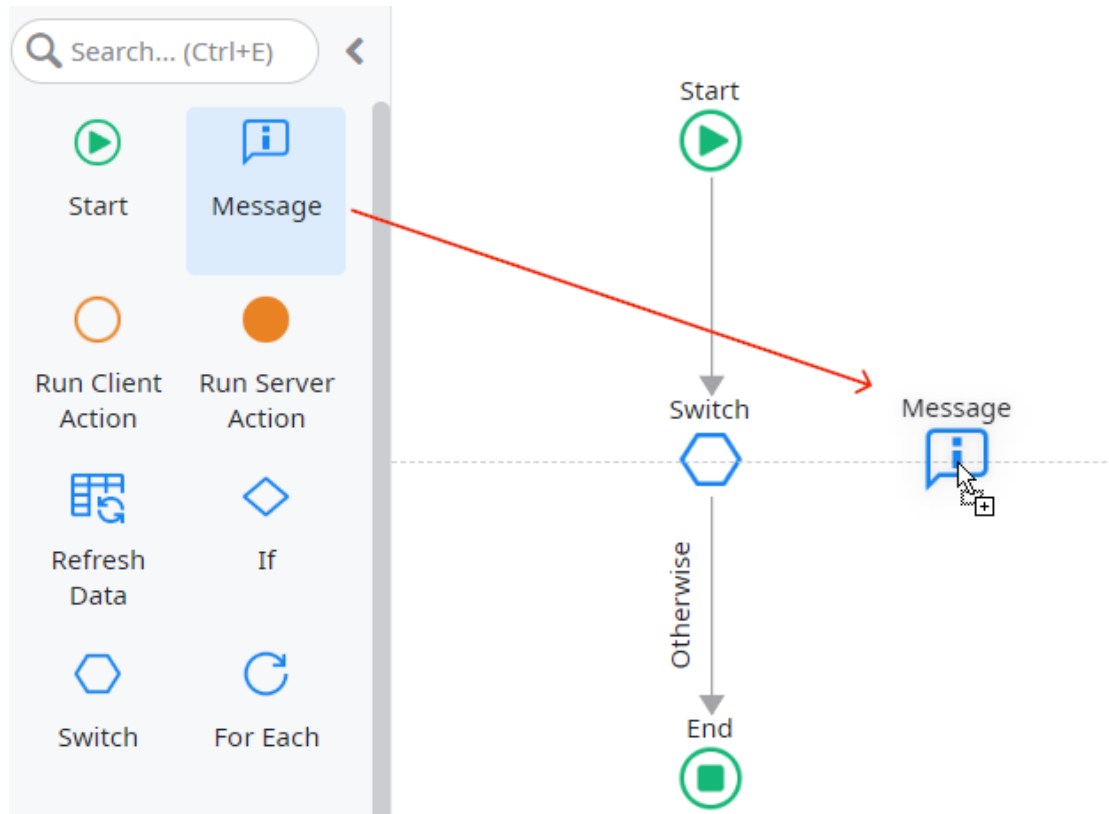 Search... (Ctrl+E)
Start
Message
Run Client
Action
Run Server
Action
Refresh
Data
If
Switch
For Each
Start
Switch
Message
Otherwise
End